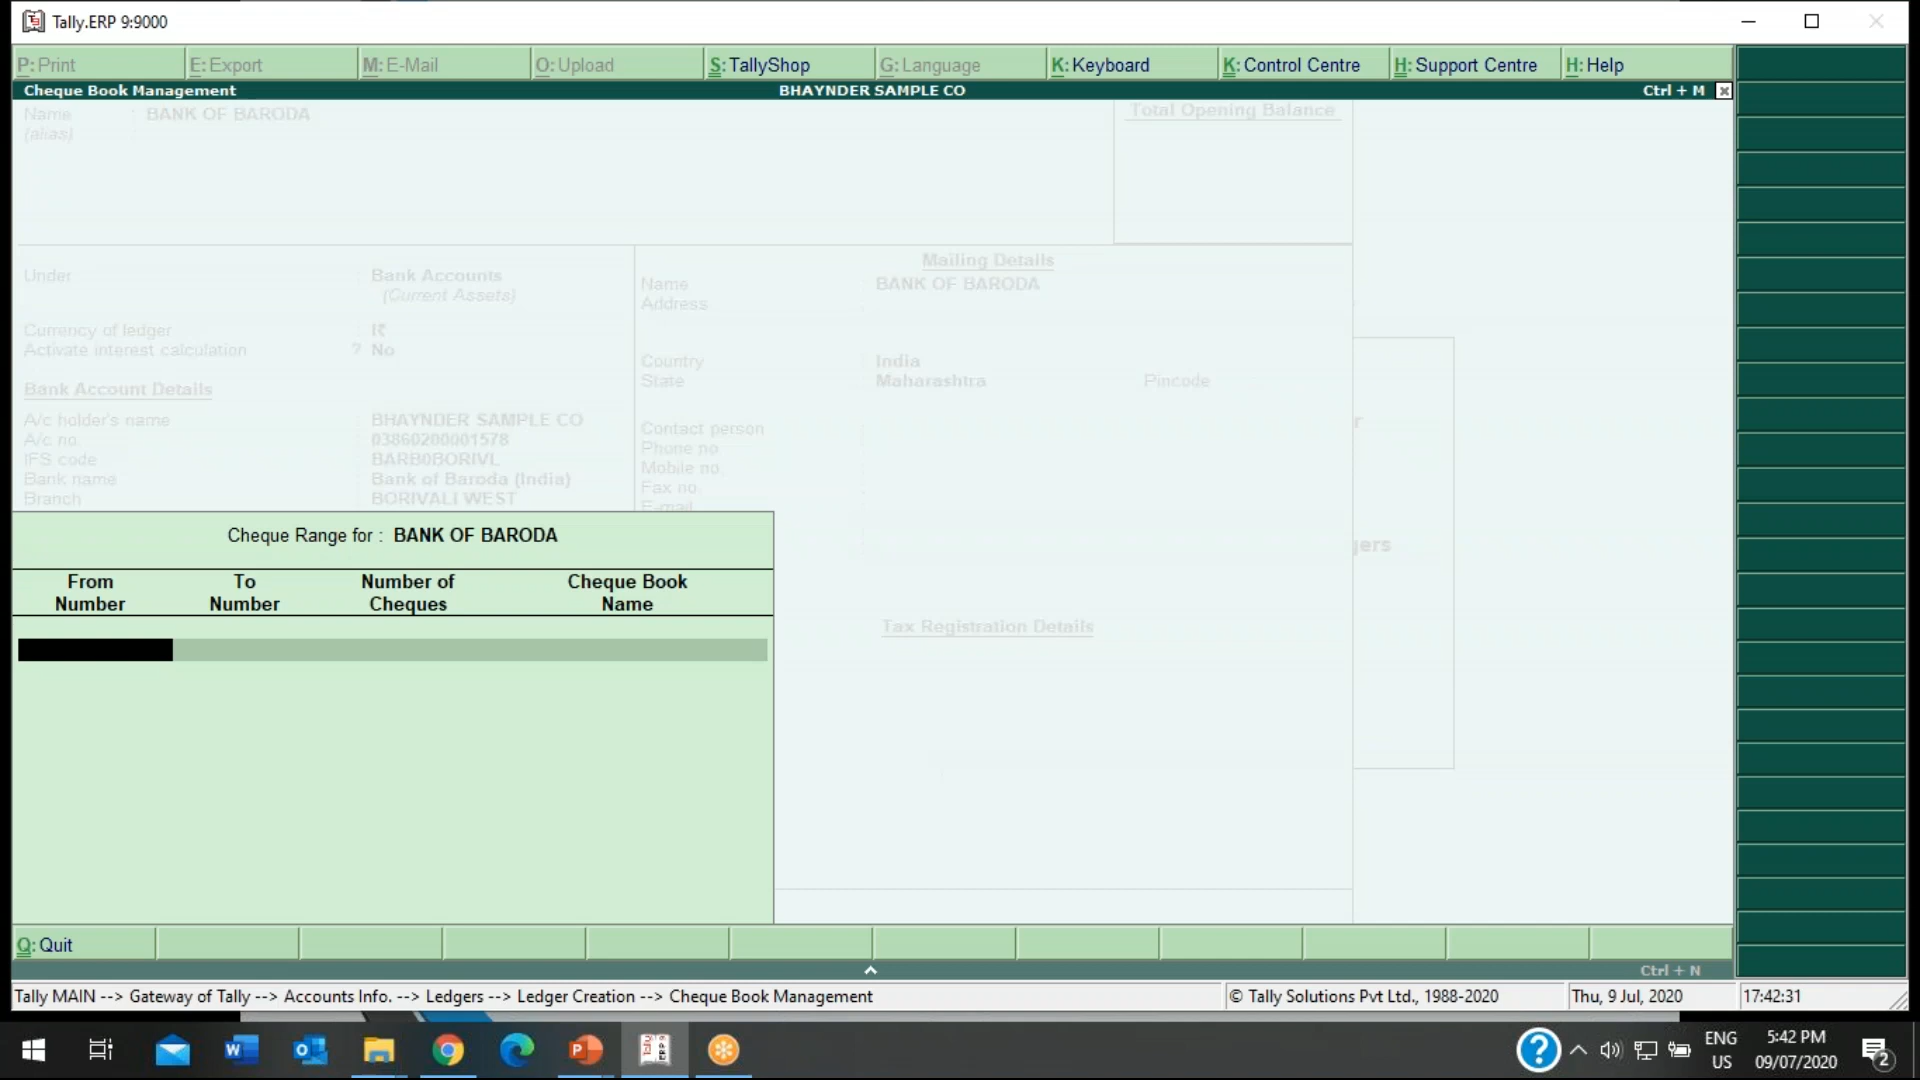 Tally.ERP 9:9000
P: Print E: Export M: E-Mail O: Upload S: TallyShop G: Language K: Keyboard K: Control Centre H: Support Centre H: Help
Cheque Book Management BHAYNDER SAMPLE CO Ctrl + M
Name : BANK OF BARODA Total Opening Balance
(alias) :
Under : Bank Accounts
(Current Assets)
Mailing Details
Name : BANK OF BARODA
Address :
Currency of ledger : I₹
Activate interest calculation ? No
Country : India
State : Maharashtra Pincode
Bank Account Details
A/c holder's name : BHAYNDER SAMPLE CO
A/c no. : 03860200001578
IFS code : BARB0BORIVL
Bank name : Bank of Baroda (India)
Branch : BORIVALI WEST
Contact person :
Phone no. :
Mobile no. :
Fax no. :
E-mail
r
gers
Cheque Range for : BANK OF BARODA
From Number To Number Number of Cheques Cheque Book Name
Tax Registration Details
Q: Quit
Ctrl + N
Tally MAIN --> Gateway of Tally --> Accounts Info. --> Ledgers --> Ledger Creation --> Cheque Book Management © Tally Solutions Pvt Ltd., 1988-2020 Thu, 9 Jul, 2020 17:42:31
ENG US
5:42 PM
09/07/2020
2